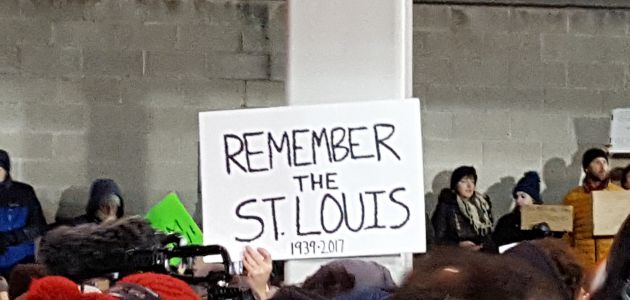 REMEMBER
THE
ST. LOUIS
1939-2017